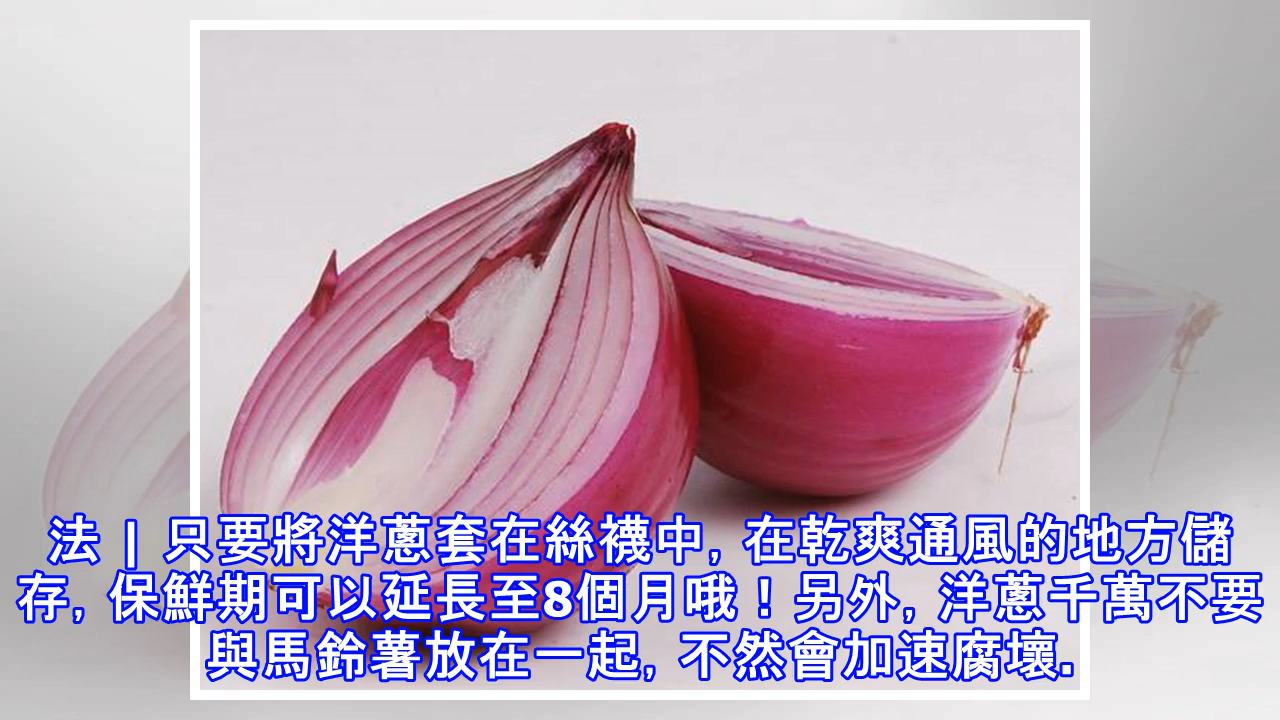 法 | 只要將洋蔥套在絲襪中, 在乾爽通風的地方儲
存, 保鮮期可以延長至8個月哦！另外, 洋蔥千萬不要
與馬鈴薯放在一起, 不然會加速腐壞.